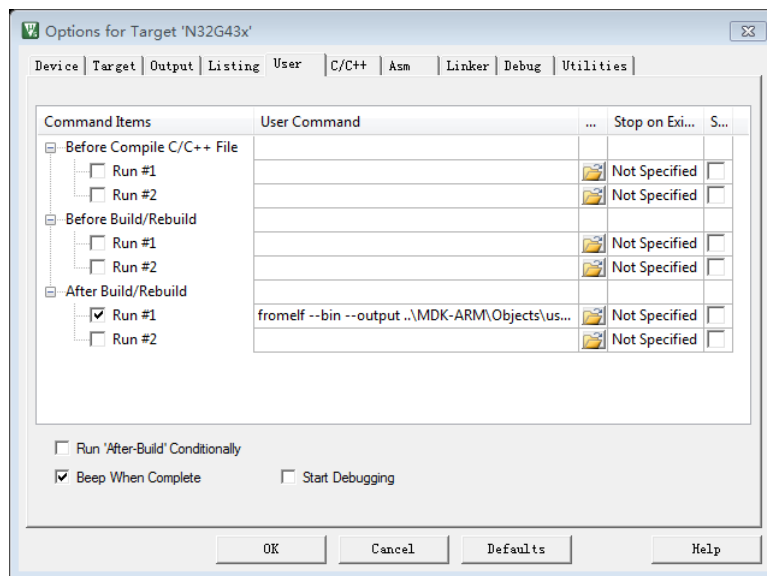 Options for Target 'N32G43x'
Device Target Output Listing User C/C++ Asm Linker Debug Utilities
Command Items User Command ... Stop on Exi... S...
Before Compile C/C++ File
Run #1 Not Specified
Run #2 Not Specified
Before Build/Rebuild
Run #1 Not Specified
Run #2 Not Specified
After Build/Rebuild
Run #1 fromelf --bin --output ..\MDK-ARM\Objects\us... Not Specified
Run #2 Not Specified
Run 'After-Build' Conditionally
Beep When Complete Start Debugging
OK Cancel Defaults Help